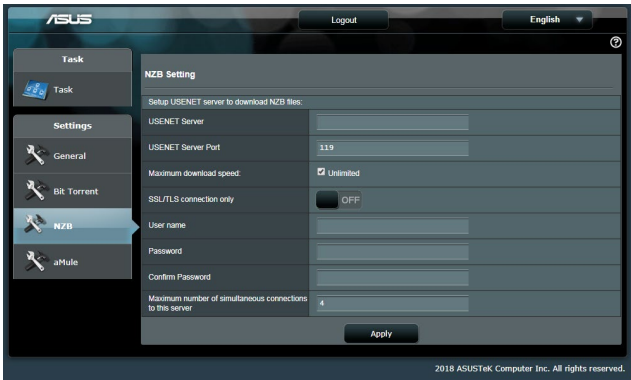 ASUS
Logout
English
Task
Task
Settings
General
Bit Torrent
NZB
aMule
NZB Setting
Setup USENET server to download NZB files:
USENET Server
USENET Server Port
119
Maximum download speed:
Unlimited
SSL/TLS connection only
OFF
User name
Password
Confirm Password
Maximum number of simultaneous connections
to this server
4
Apply
2018 ASUSTeK Computer Inc. All rights reserved.